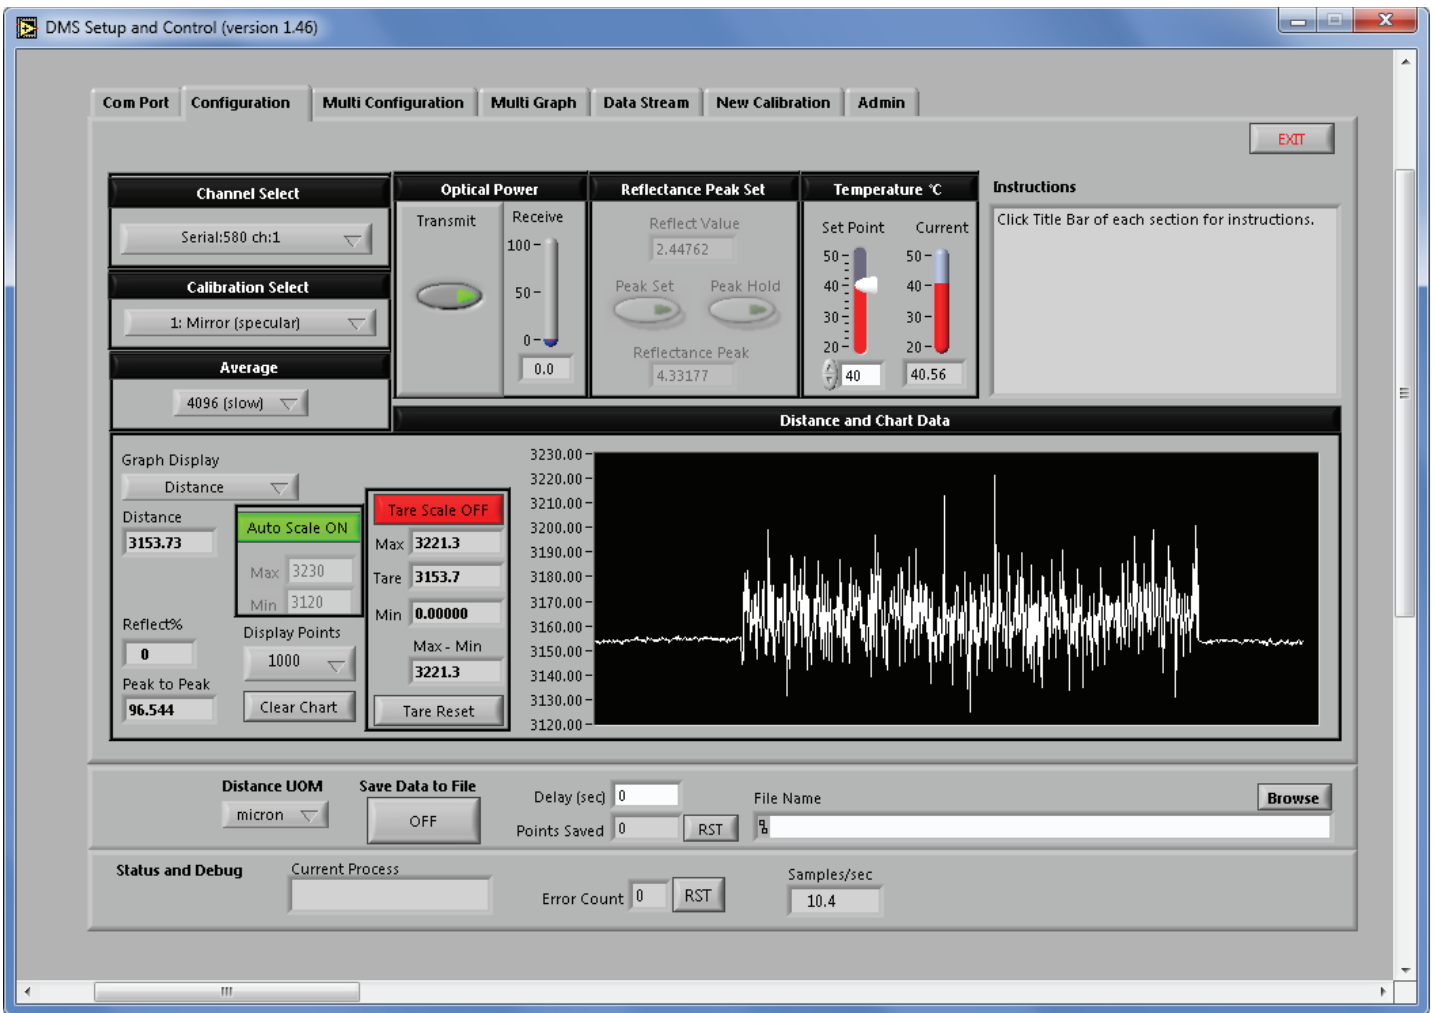 DMS Setup and Control (version 1.46)
Com Port Configuration Multi Configuration Multi Graph Data Stream New Calibration Admin
EXIT
Channel Select
Serial:580 ch:1
Calibration Select
1: Mirror (specular)
Average
4096 (slow)
Optical Power
Transmit
Receive
100
50
0
0.0
Reflectance Peak Set
Reflect Value
2.44762
Peak Set Peak Hold
Reflectance Peak
4.33177
Temperature °C
Set Point Current
50 50
40 40
30 30
20 20
40 40.56
Instructions
Click Title Bar of each section for instructions.
Distance and Chart Data
Graph Display
Distance
Distance
3153.73
Reflect%
0
Peak to Peak
96.544
Auto Scale ON
Max 3230
Min 3120
Display Points
1000
Clear Chart
Tare Scale OFF
Max 3221.3
Tare 3153.7
Min 0.00000
Max - Min
3221.3
Tare Reset
3230.00
3220.00
3210.00
3200.00
3190.00
3180.00
3170.00
3160.00
3150.00
3140.00
3130.00
3120.00
Distance UOM
micron
Save Data to File
OFF
Delay (sec) 0
Points Saved 0 RST
File Name
Browse
Status and Debug
Current Process
Error Count 0 RST
Samples/sec
10.4